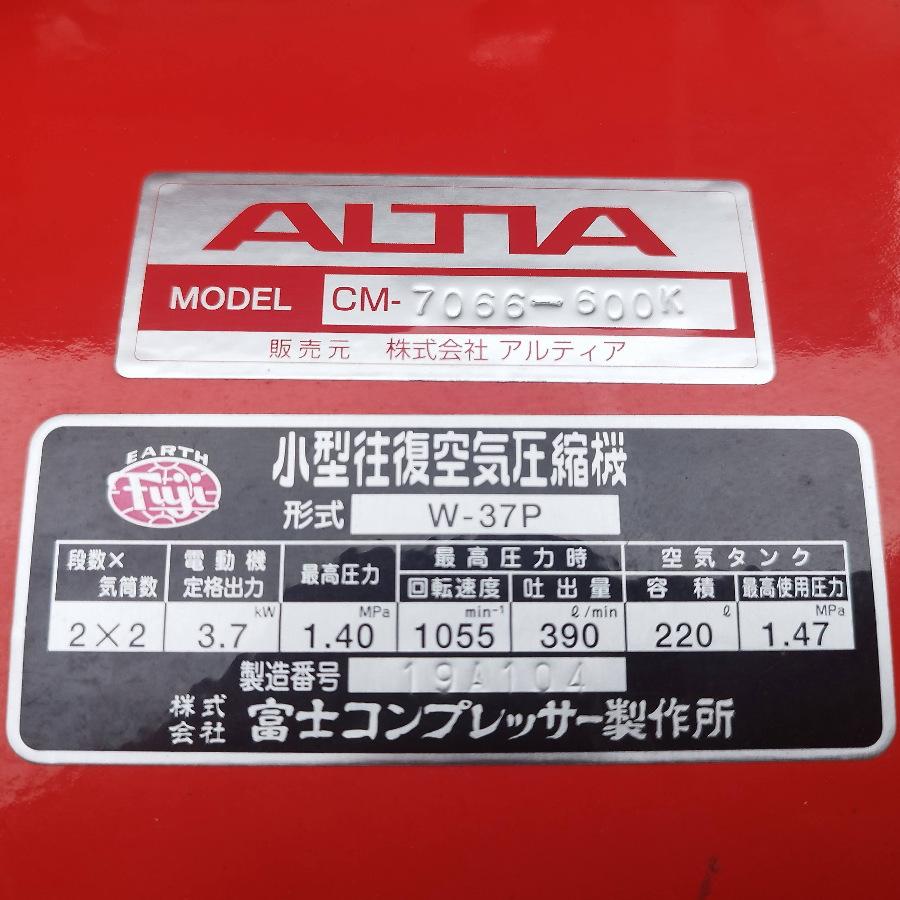 ALTIA
MODEL CM-7066-600K
販売元 株式会社 アルティア
EARTH
Fuji
小型往復空気圧縮機
形式 W-37P
段数×気筒数 電動機定格出力 最高圧力 最高圧力時 空気タンク
回転速度 吐出量 容積 最高使用圧力
kW MPa min⁻¹ ℓ/min ℓ MPa
2×2 3.7 1.40 1055 390 220 1.47
製造番号 19A104
株式会社 富士コンプレッサー製作所